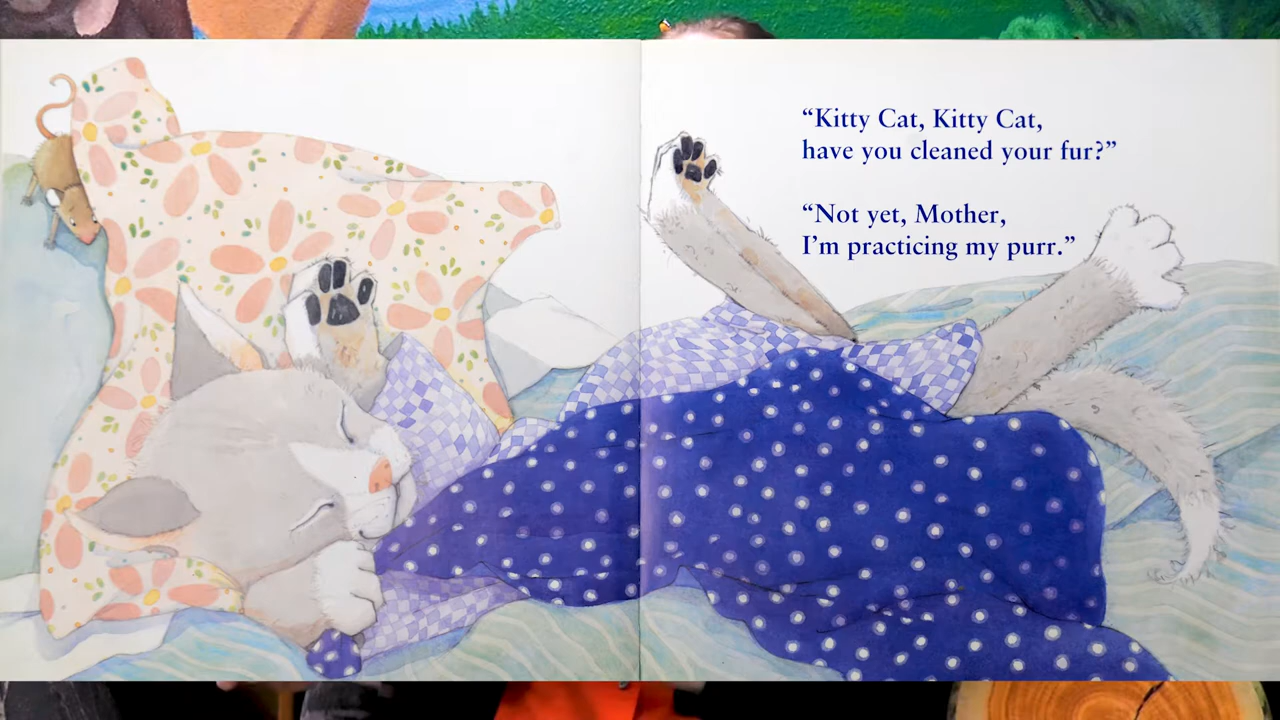 “Kitty Cat, Kitty Cat,
have you cleaned your fur?”
“Not yet, Mother,
I’m practicing my purr.”